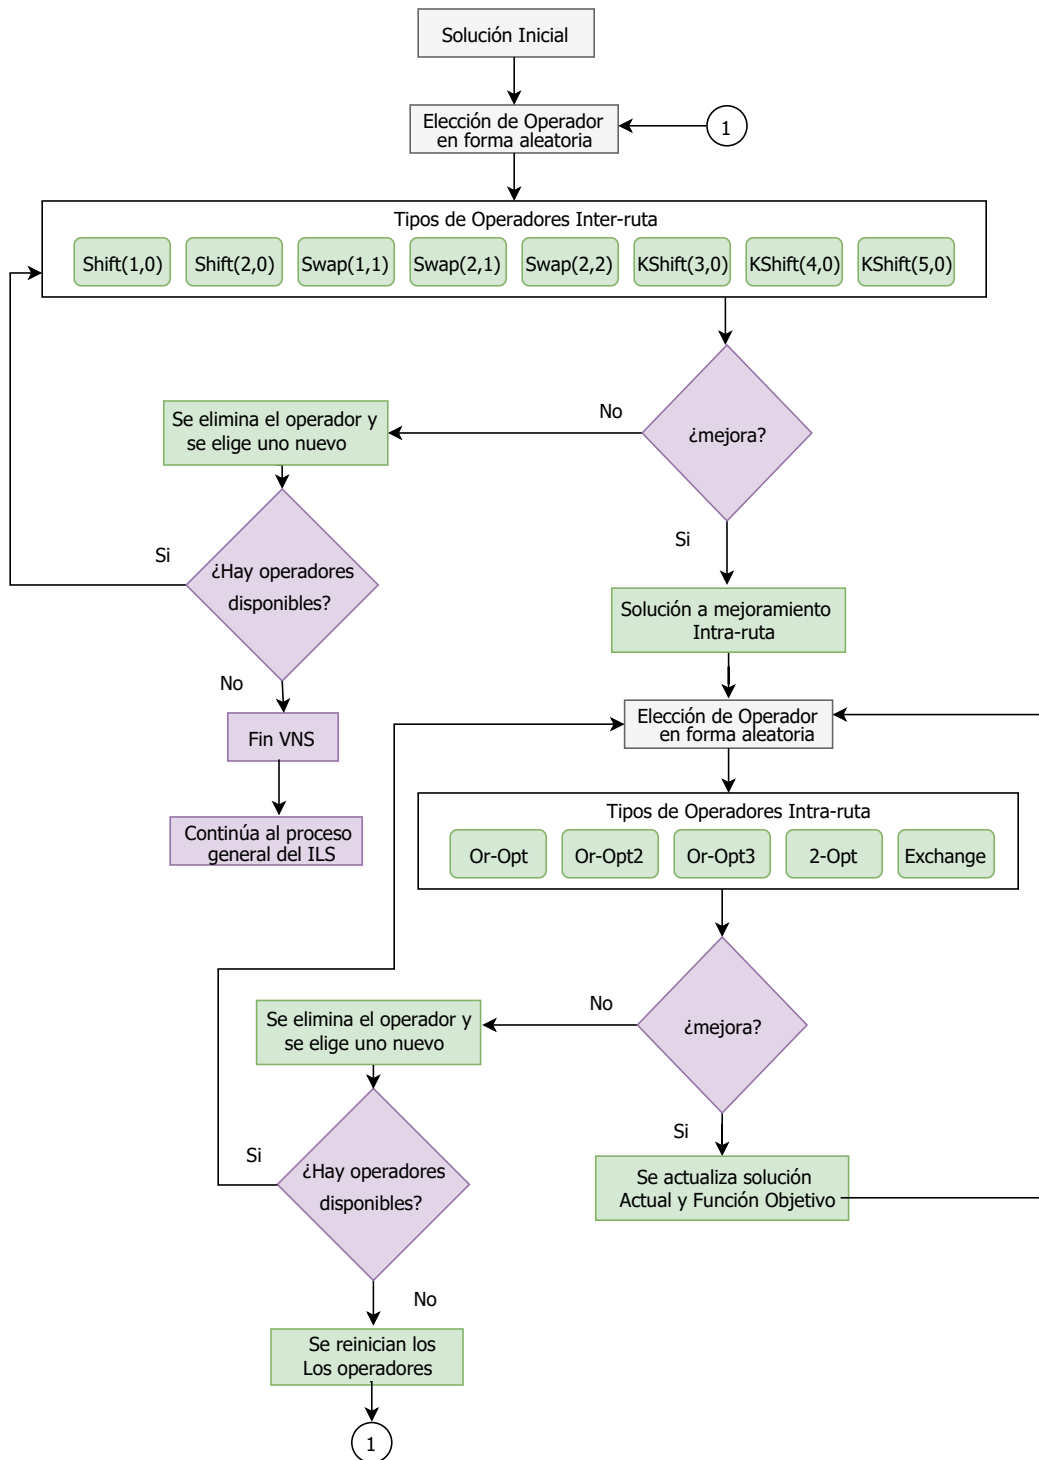 Solución Inicial
Elección de Operador
en forma aleatoria
1
Tipos de Operadores Inter-ruta
Shift(1,0) Shift(2,0) Swap(1,1) Swap(2,1) Swap(2,2) KShift(3,0) KShift(4,0) KShift(5,0)
No
Se elimina el operador y
se elige uno nuevo
¿mejora?
Si
Si
¿Hay operadores
disponibles?
Solución a mejoramiento
Intra-ruta
No
Elección de Operador
en forma aleatoria
Fin VNS
Tipos de Operadores Intra-ruta
Continúa al proceso
general del ILS
Or-Opt Or-Opt2 Or-Opt3 2-Opt Exchange
No
Se elimina el operador y
se elige uno nuevo
¿mejora?
Si
Si
¿Hay operadores
disponibles?
Se actualiza solución
Actual y Función Objetivo
No
Se reinician los
Los operadores
1